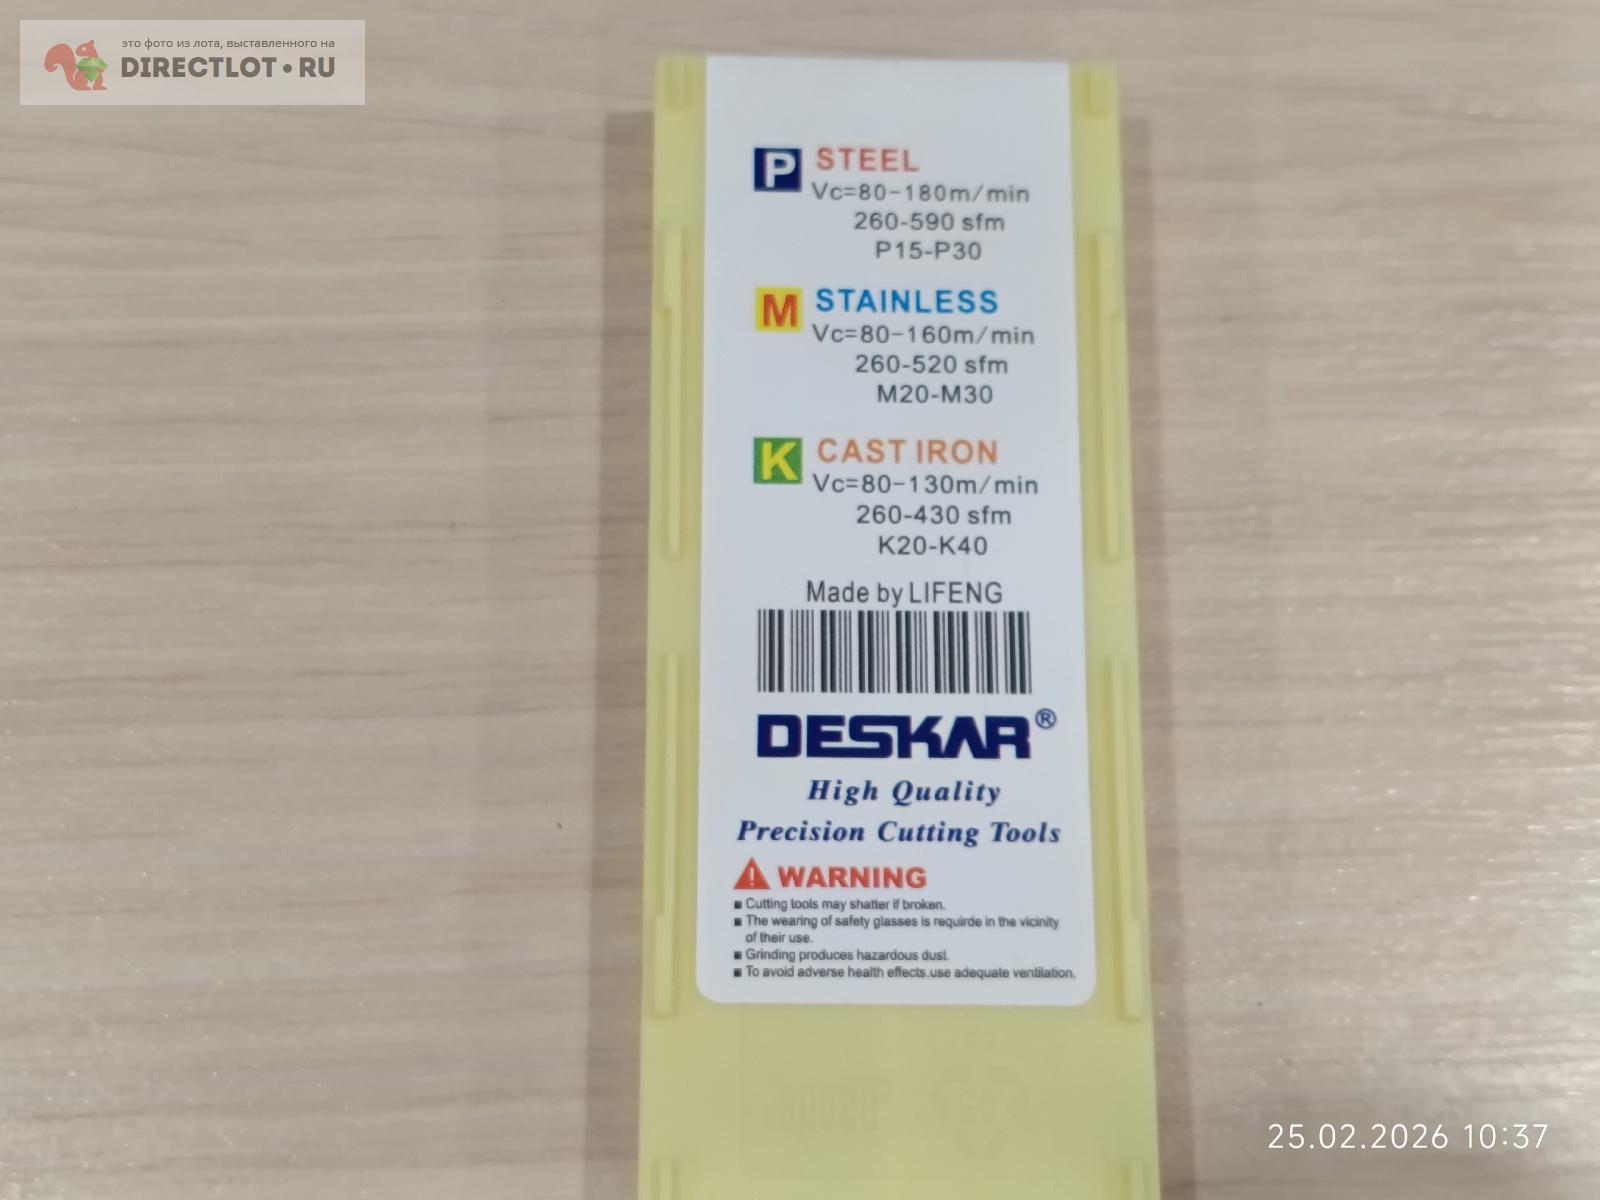 это фото из лота, выставленного на
DIRECTLOT•RU
P STEEL
Vc=80-180m/min
260-590 sfm
P15-P30
M STAINLESS
Vc=80-160m/min
260-520 sfm
M20-M30
K CAST IRON
Vc=80-130m/min
260-430 sfm
K20-K40
Made by LIFENG
DESKAR®
High Quality
Precision Cutting Tools
WARNING
■ Cutting tools may shatter if broken.
■ The wearing of safety glasses is requirde in the vicinity
of their use.
■ Grinding produces hazardous dust.
■ To avoid adverse health effects.use adequate ventilation.
25.02.2026 10:37